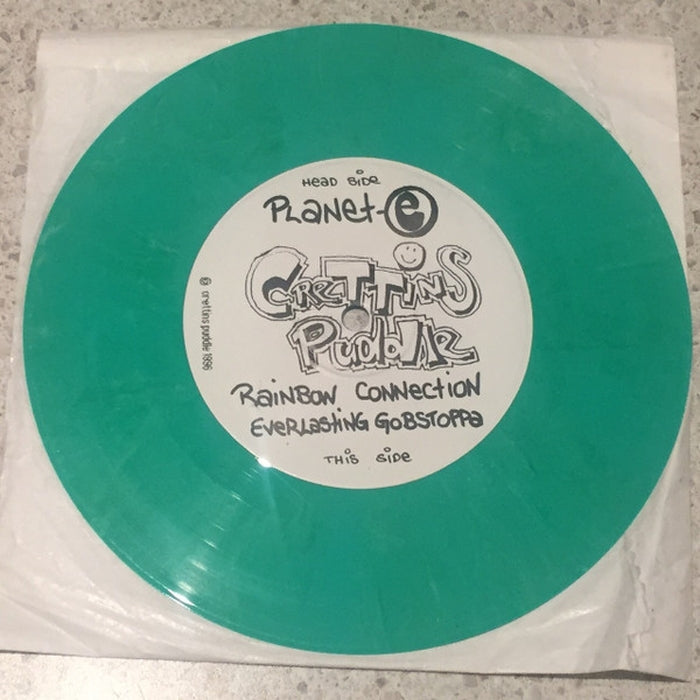 Head Side
Planet-e
Crettins
Puddle
Rainbow Connection
Everlasting Gobstoppa
This Side
© crettins puddle 1996